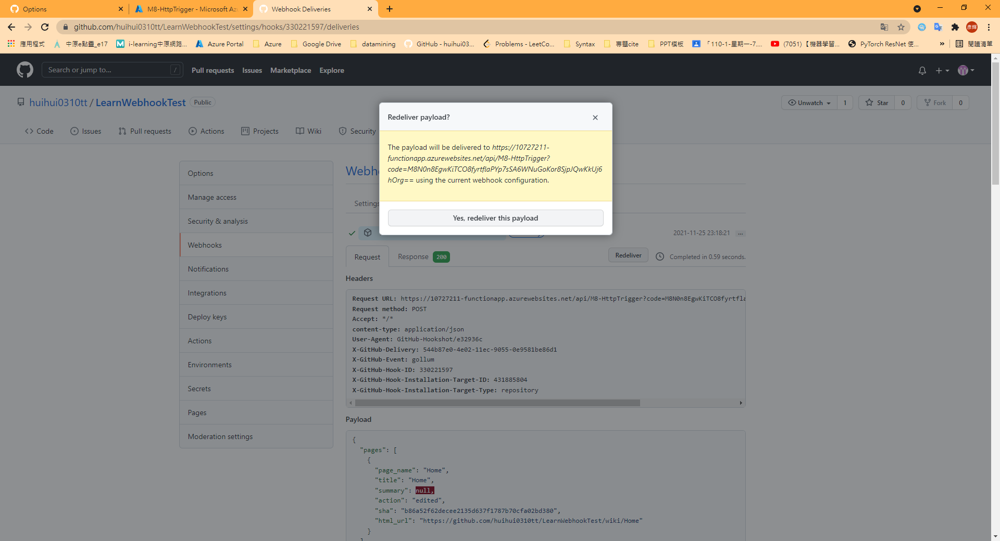 Options
M8-HttpTrigger - Microsoft Azu
Webhook Deliveries
github.com/huihui0310tt/LearnWebhookTest/settings/hooks/330221597/deliveries
彥輝
應用程式
中原e點靈_e17
i-learning中原網路...
Azure Portal
Azure
Google Drive
datamining
GitHub - huihui03...
Problems - LeetCo...
Syntax
專題cite
PPT模板
「110-1-星期一-7....
(7051)【機器學習...
PyTorch ResNet 使...
»
閱讀清單
Search or jump to...
/
Pull requests
Issues
Marketplace
Explore
huihui0310tt / LearnWebhookTest
Public
Unwatch
1
Star
0
Fork
0
Code
Issues
Pull requests
Actions
Projects
Wiki
Security
Redeliver payload?
The payload will be delivered to https://10727211-
functionapp.azurewebsites.net/api/M8-HttpTrigger?
code=M8N0n8EgwKiTCO8fyrtflaPYp7sSA6WNuGoKor8SjpJQwKkUj6
hOrg== using the current webhook configuration.
Yes, redeliver this payload
Options
Manage access
Security & analysis
Webhooks
Notifications
Integrations
Deploy keys
Actions
Environments
Secrets
Pages
Moderation settings
Webho
Settings
2021-11-25 23:18:21
...
Request
Response 200
Redeliver
Completed in 0.59 seconds.
Headers
Request URL: https://10727211-functionapp.azurewebsites.net/api/M8-HttpTrigger?code=M8N0n8EgwKiTCO8fyrtfla
Request method: POST
Accept: */*
content-type: application/json
User-Agent: GitHub-Hookshot/e32936c
X-GitHub-Delivery: 544b87e0-4e02-11ec-9055-0e9581be86d1
X-GitHub-Event: gollum
X-GitHub-Hook-ID: 330221597
X-GitHub-Hook-Installation-Target-ID: 431885804
X-GitHub-Hook-Installation-Target-Type: repository
Payload
{
"pages": [
{
"page_name": "Home",
"title": "Home",
"summary": null,
"action": "edited",
"sha": "b86a52f62decee2135d637f1787b70cfa02bd380",
"html_url": "https://github.com/huihui0310tt/LearnWebhookTest/wiki/Home"
}